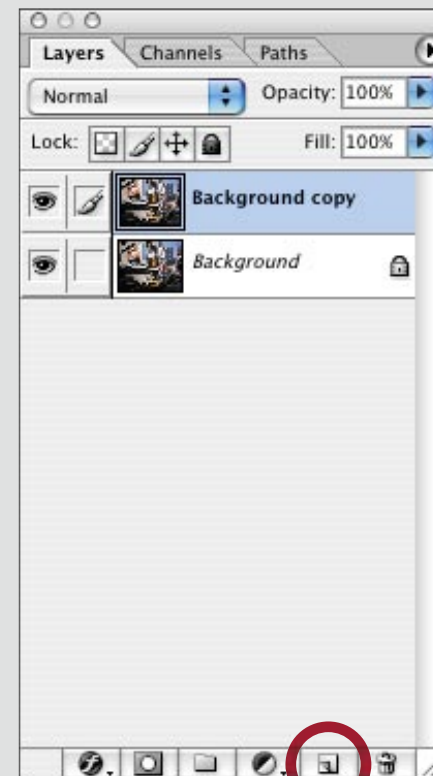 Layers Channels Paths
Normal Opacity: 100%
Lock: Fill: 100%
Background copy
Background